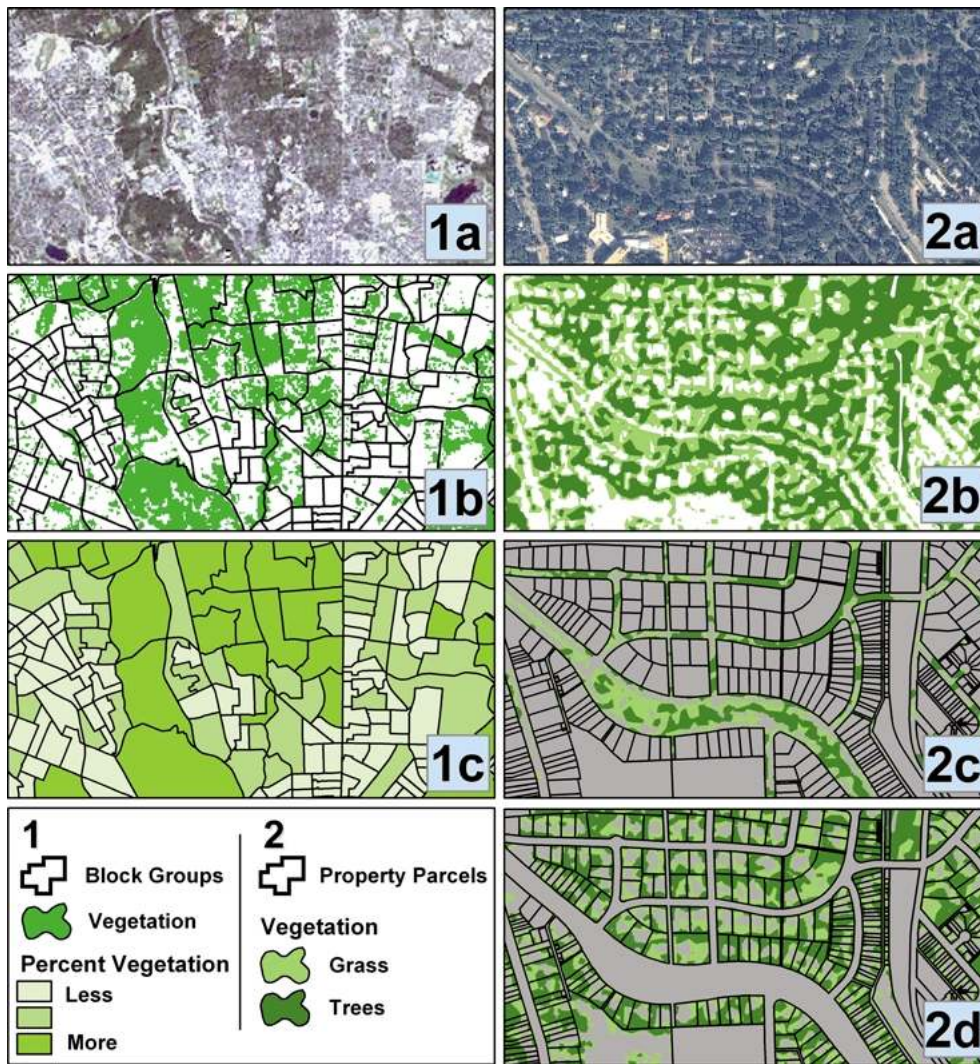 1a
2a
1b
2b
1c
2c
1
Block Groups
Vegetation
Percent Vegetation
Less
More
2
Property Parcels
Vegetation
Grass
Trees
2d